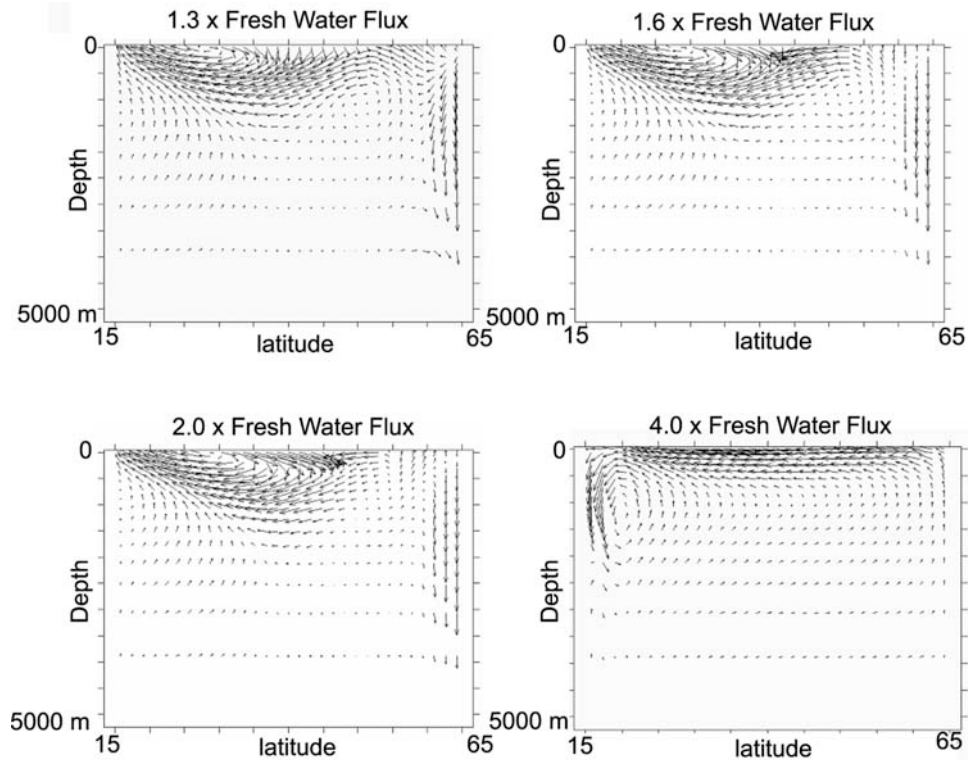 1.3 x Fresh Water Flux
0
Depth
5000 m
15
65
latitude
1.6 x Fresh Water Flux
0
Depth
5000 m
15
65
latitude
2.0 x Fresh Water Flux
0
Depth
5000 m
15
65
latitude
4.0 x Fresh Water Flux
0
Depth
5000 m
15
65
latitude